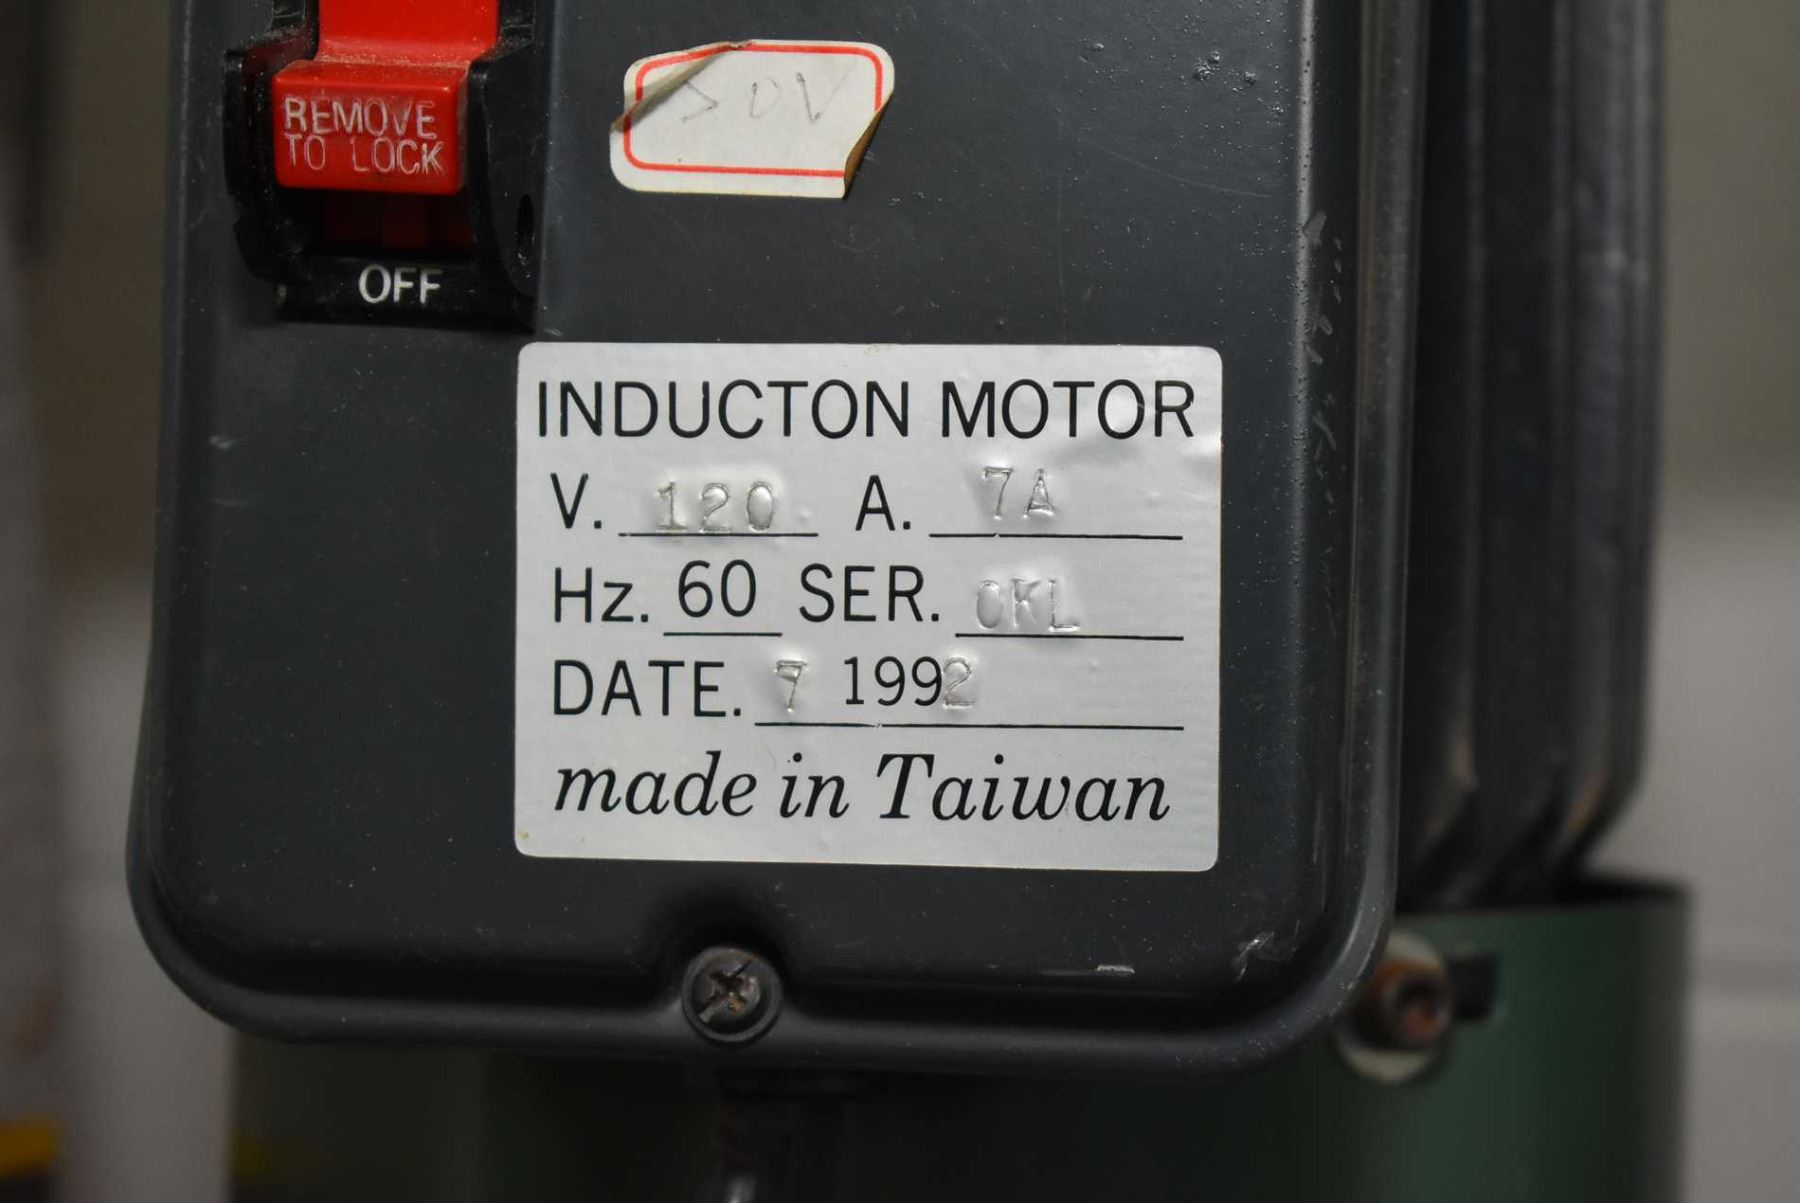 REMOVE
TO LOCK
OFF
INDUCTON MOTOR
V. 120 A. 7A
Hz. 60 SER. OKL
DATE. 7 1992
made in Taiwan